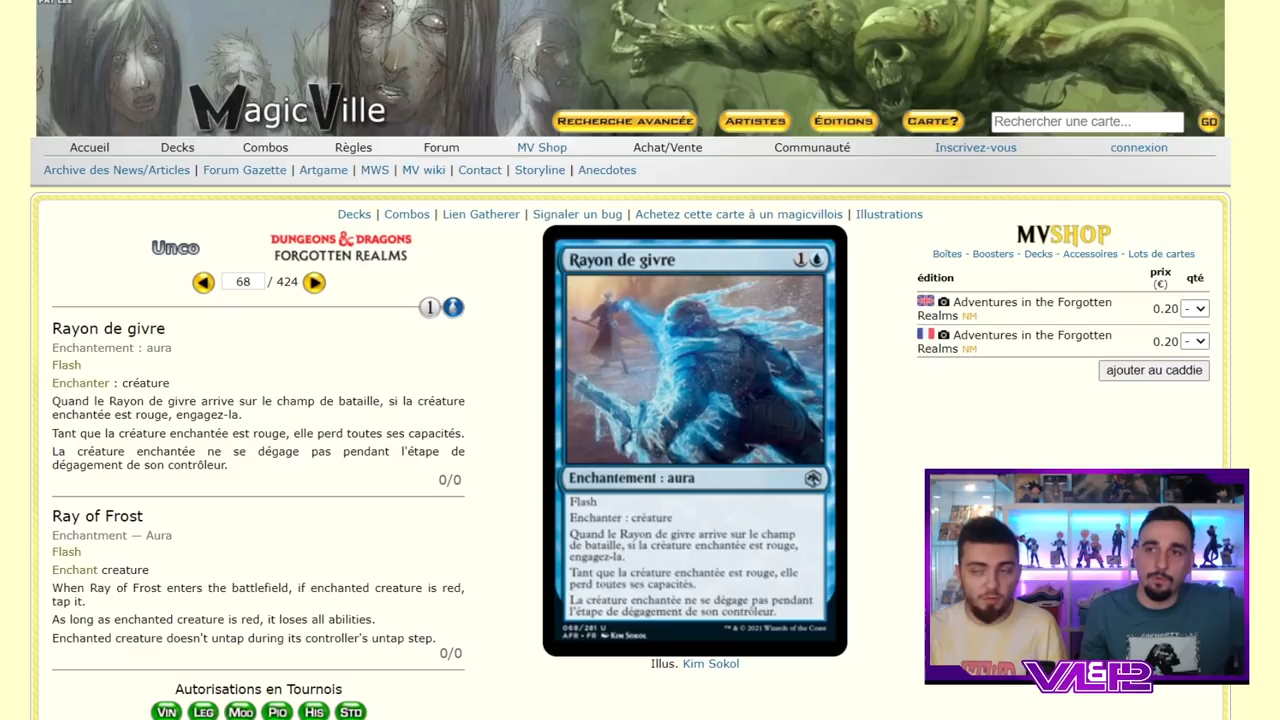 PAT LEE
MagicVille
RECHERCHE AVANCÉE
ARTISTES
ÉDITIONS
CARTE?
Rechercher une carte...
GO
Accueil
Decks
Combos
Règles
Forum
MV Shop
Achat/Vente
Communauté
Inscrivez-vous
connexion
Archive des News/Articles | Forum Gazette | Artgame | MWS | MV wiki | Contact | Storyline | Anecdotes
Decks | Combos | Lien Gatherer | Signaler un bug | Achetez cette carte à un magicvillois | Illustrations
Unco
DUNGEONS & DRAGONS
FORGOTTEN REALMS
68 / 424
1
Rayon de givre
Enchantement : aura
Flash
Enchanter : créature
Quand le Rayon de givre arrive sur le champ de bataille, si la créature
enchantée est rouge, engagez-la.
Tant que la créature enchantée est rouge, elle perd toutes ses capacités.
La créature enchantée ne se dégage pas pendant l'étape de
dégagement de son contrôleur.
0/0
Ray of Frost
Enchantment — Aura
Flash
Enchant creature
When Ray of Frost enters the battlefield, if enchanted creature is red,
tap it.
As long as enchanted creature is red, it loses all abilities.
Enchanted creature doesn't untap during its controller's untap step.
0/0
Autorisations en Tournois
VIN LEG MOD PIO HIS STD
Rayon de givre
1
Enchantement : aura
Flash
Enchanter : créature
Quand le Rayon de givre arrive sur le champ
de bataille, si la créature enchantée est rouge,
engagez-la.
Tant que la créature enchantée est rouge, elle
perd toutes ses capacités.
La créature enchantée ne se dégage pas pendant
l'étape de dégagement de son contrôleur.
068/281 U
AFR • FR KIM SOKOL
™ & © 2021 Wizards of the Coast
Illus. Kim Sokol
MVSHOP
Boîtes - Boosters - Decks - Accessoires - Lots de cartes
édition
prix
(€)
qté
Adventures in the Forgotten
Realms NM
0.20
-
Adventures in the Forgotten
Realms NM
0.20
-
ajouter au caddie
VAL&PZ